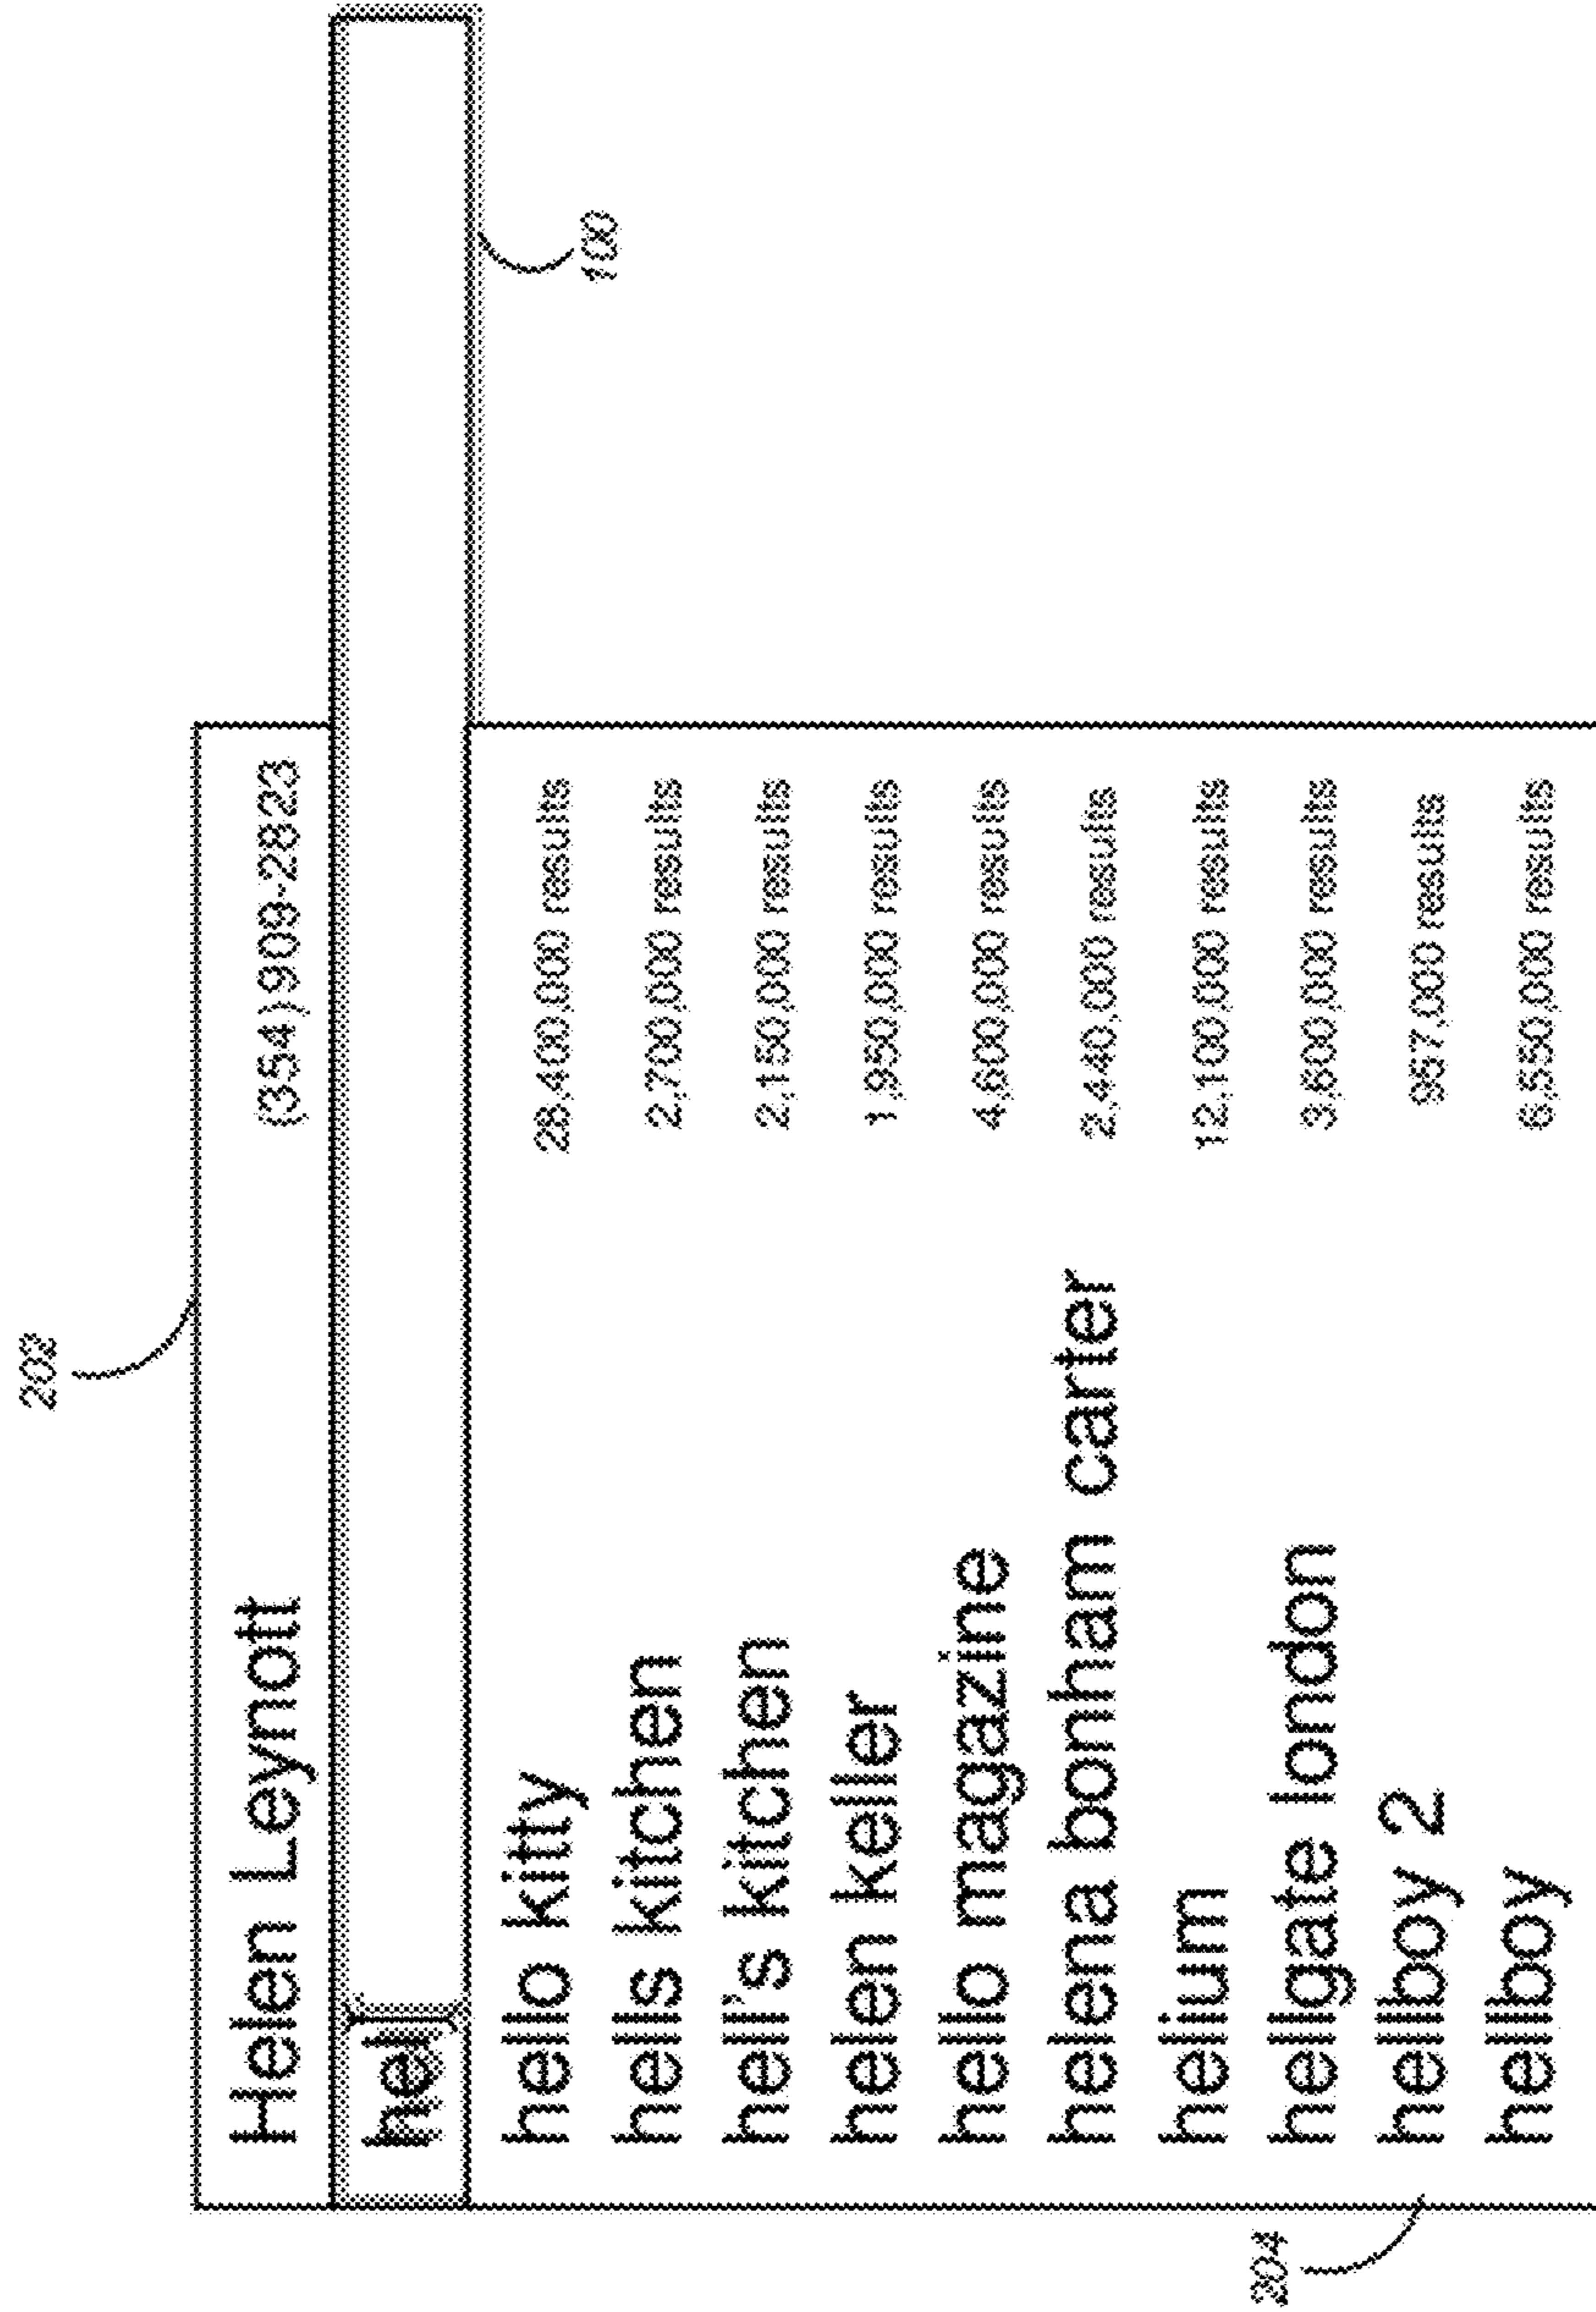 202
Helen Leynott (354) 909-2823
hel
100
hello kitty 28,400,000 results
hells kitchen 2,700,000 results
hell's kitchen 2,150,000 results
hellen keller 1,950,000 results
hello magazine 4,600,000 results
helena bonham carter 2,440,000 results
helium 12,100,000 results
hellgate london 3,600,000 results
hellboy 2 957,000 results
hellboy 6,550,000 results
204